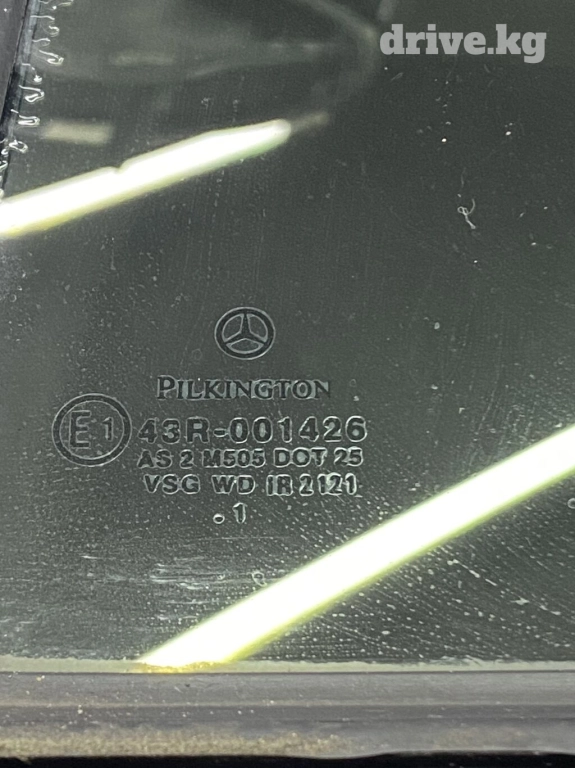 drive.kg
PILKINGTON
E1 43R-001426
AS 2 M505 DOT 25
VSG WD IR 2121
.1